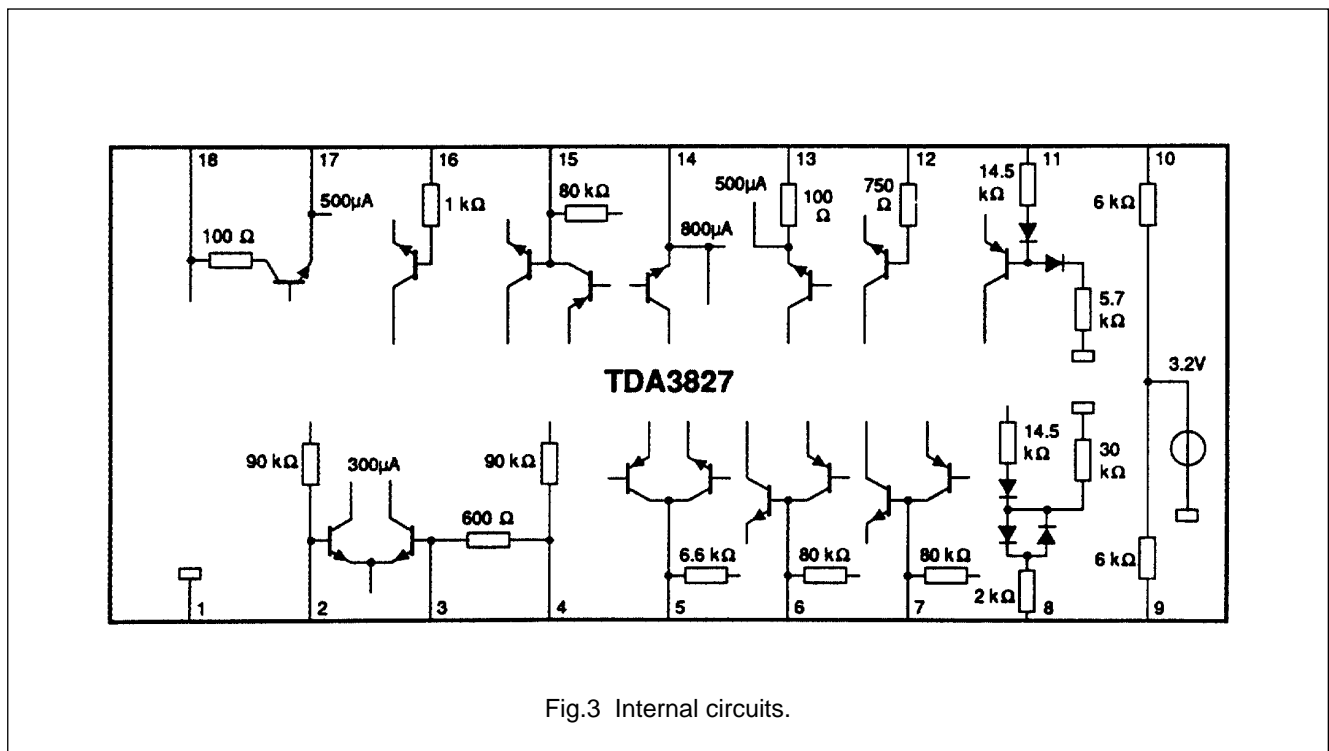 18 17 16 15 14 13 12 11 10
500μA
100 Ω
1 kΩ
80 kΩ
800μA
500μA
100
Ω
750
Ω
14.5
kΩ
5.7
kΩ
6 kΩ
3.2V
TDA3827
90 kΩ
300μA
600 Ω
90 kΩ
6.6 kΩ
80 kΩ
80 kΩ
14.5
kΩ
30
kΩ
2 kΩ
6 kΩ
1 2 3 4 5 6 7 8 9
Fig.3 Internal circuits.